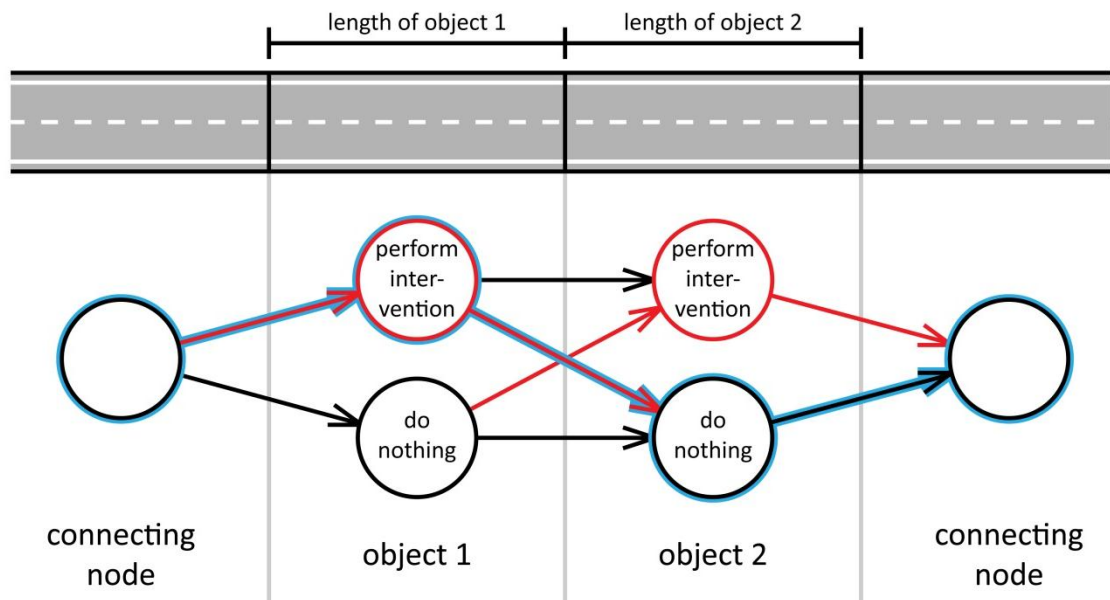 length of object 1
length of object 2
perform
inter-
vention
perform
inter-
vention
do
nothing
do
nothing
connecting
node
object 1
object 2
connecting
node